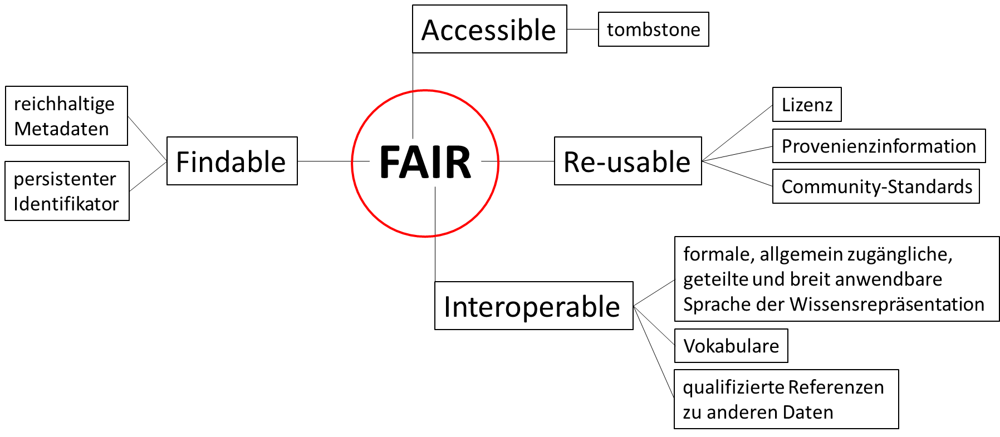 Accessible
tombstone
reichhaltige
Metadaten
persistenter
Identifikator
Findable
FAIR
Re-usable
Lizenz
Provenienzinformation
Community-Standards
Interoperable
formale, allgemein zugängliche,
geteilte und breit anwendbare
Sprache der Wissensrepräsentation
Vokabulare
qualifizierte Referenzen
zu anderen Daten